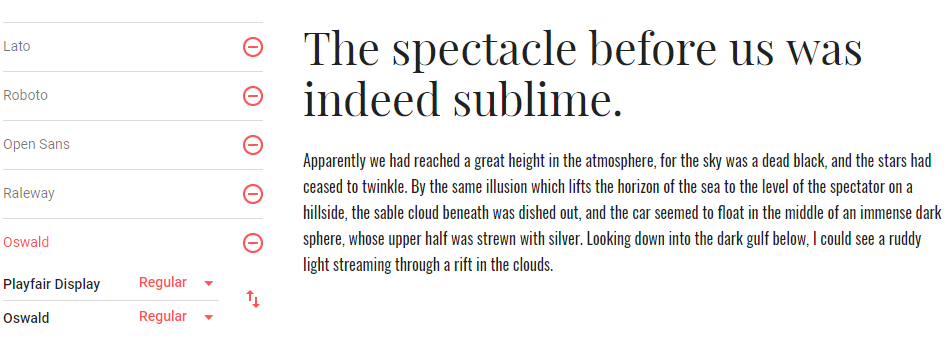 Lato
Roboto
Open Sans
Raleway
Oswald
Playfair Display Regular
Oswald Regular
The spectacle before us was
indeed sublime.
Apparently we had reached a great height in the atmosphere, for the sky was a dead black, and the stars had
ceased to twinkle. By the same illusion which lifts the horizon of the sea to the level of the spectator on a
hillside, the sable cloud beneath was dished out, and the car seemed to float in the middle of an immense dark
sphere, whose upper half was strewn with silver. Looking down into the dark gulf below, I could see a ruddy
light streaming through a rift in the clouds.